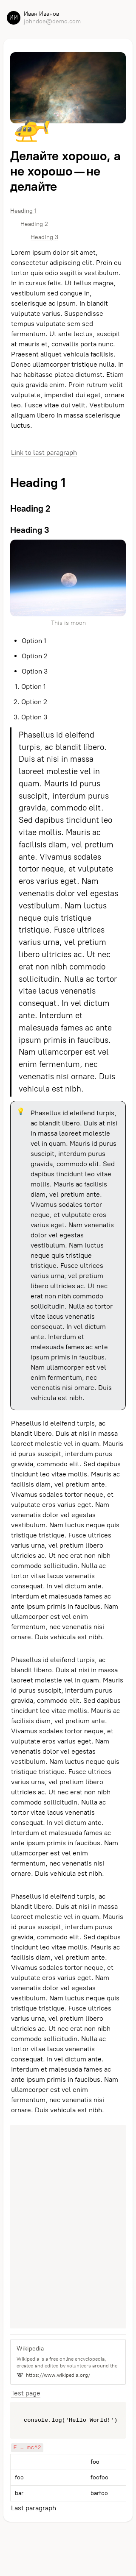 ИИ
Иван Иванов
johndoe@demo.com
Делайте хорошо, а
не хорошо — не
делайте
Heading 1
Heading 2
Heading 3
Lorem ipsum dolor sit amet,
consectetur adipiscing elit. Proin eu
tortor quis odio sagittis vestibulum.
In in cursus felis. Ut tellus magna,
vestibulum sed congue in,
scelerisque ac ipsum. In blandit
vulputate varius. Suspendisse
tempus vulputate sem sed
tincidunt. Aenean ut lectus, suscipit
at mauris et, convallis porta nunc.
Praesent aliquet vehicula facilisis.
Donec ullamcorper tristique nulla. In
hac habitasse platea dictumst. Etiam
quis gravida enim. Proin rutrum velit
vulputate, imperdiet dui eget, ornare
leo. Fusce vitae dui velit. Vestibulum
aliquam libero in massa scelerisque
luctus.
Link to last paragraph
Heading 1
Heading 2
Heading 3
This is moon
• Option 1
• Option 2
• Option 3
1. Option 1
2. Option 2
3. Option 3
Phasellus id eleifend
turpis, ac blandit libero.
Duis at nisi in massa
laoreet molestie vel in
quam. Mauris id purus
suscipit, interdum purus
gravida, commodo elit.
Sed dapibus tincidunt leo
vitae mollis. Mauris ac
facilisis diam, vel pretium
ante. Vivamus sodales
tortor neque, et vulputate
eros varius eget. Nam
venenatis dolor vel egestas
vestibulum. Nam luctus
neque quis tristique
tristique. Fusce ultrices
varius urna, vel pretium
libero ultricies ac. Ut nec
erat non nibh commodo
sollicitudin. Nulla ac tortor
vitae lacus venenatis
consequat. In vel dictum
ante. Interdum et
malesuada fames ac ante
ipsum primis in faucibus.
Nam ullamcorper est vel
enim fermentum, nec
venenatis nisi ornare. Duis
vehicula est nibh.
Phasellus id eleifend turpis, ac
blandit libero. Duis at nisi in
massa laoreet molestie vel in
quam. Mauris id purus
suscipit, interdum purus
gravida, commodo elit. Sed
dapibus tincidunt leo vitae
mollis. Mauris ac facilisis
diam, vel pretium ante.
Vivamus sodales tortor
neque, et vulputate eros
varius eget. Nam venenatis
dolor vel egestas
vestibulum. Nam luctus
neque quis tristique
tristique. Fusce ultrices
varius urna, vel pretium
libero ultricies ac. Ut nec
erat non nibh commodo
sollicitudin. Nulla ac tortor
vitae lacus venenatis
consequat. In vel dictum
ante. Interdum et
malesuada fames ac ante
ipsum primis in faucibus.
Nam ullamcorper est vel
enim fermentum, nec
venenatis nisi ornare. Duis
vehicula est nibh.
Phasellus id eleifend turpis, ac
blandit libero. Duis at nisi in massa
laoreet molestie vel in quam. Mauris
id purus suscipit, interdum purus
gravida, commodo elit. Sed dapibus
tincidunt leo vitae mollis. Mauris ac
facilisis diam, vel pretium ante.
Vivamus sodales tortor neque, et
vulputate eros varius eget. Nam
venenatis dolor vel egestas
vestibulum. Nam luctus neque quis
tristique tristique. Fusce ultrices
varius urna, vel pretium libero
ultricies ac. Ut nec erat non nibh
commodo sollicitudin. Nulla ac
tortor vitae lacus venenatis
consequat. In vel dictum ante.
Interdum et malesuada fames ac
ante ipsum primis in faucibus. Nam
ullamcorper est vel enim
fermentum, nec venenatis nisi
ornare. Duis vehicula est nibh.
Phasellus id eleifend turpis, ac
blandit libero. Duis at nisi in massa
laoreet molestie vel in quam. Mauris
id purus suscipit, interdum purus
gravida, commodo elit. Sed dapibus
tincidunt leo vitae mollis. Mauris ac
facilisis diam, vel pretium ante.
Vivamus sodales tortor neque, et
vulputate eros varius eget. Nam
venenatis dolor vel egestas
vestibulum. Nam luctus neque quis
tristique tristique. Fusce ultrices
varius urna, vel pretium libero
ultricies ac. Ut nec erat non nibh
commodo sollicitudin. Nulla ac
tortor vitae lacus venenatis
consequat. In vel dictum ante.
Interdum et malesuada fames ac
ante ipsum primis in faucibus. Nam
ullamcorper est vel enim
fermentum, nec venenatis nisi
ornare. Duis vehicula est nibh.
Phasellus id eleifend turpis, ac
blandit libero. Duis at nisi in massa
laoreet molestie vel in quam. Mauris
id purus suscipit, interdum purus
gravida, commodo elit. Sed dapibus
tincidunt leo vitae mollis. Mauris ac
facilisis diam, vel pretium ante.
Vivamus sodales tortor neque, et
vulputate eros varius eget. Nam
venenatis dolor vel egestas
vestibulum. Nam luctus neque quis
tristique tristique. Fusce ultrices
varius urna, vel pretium libero
ultricies ac. Ut nec erat non nibh
commodo sollicitudin. Nulla ac
tortor vitae lacus venenatis
consequat. In vel dictum ante.
Interdum et malesuada fames ac
ante ipsum primis in faucibus. Nam
ullamcorper est vel enim
fermentum, nec venenatis nisi
ornare. Duis vehicula est nibh.
Wikipedia
Wikipedia is a free online encyclopedia,
created and edited by volunteers around the
W https://www.wikipedia.org/
Test page
console.log('Hello World!')
E = mc^2
foo
foo foofoo
bar barfoo
Last paragraph